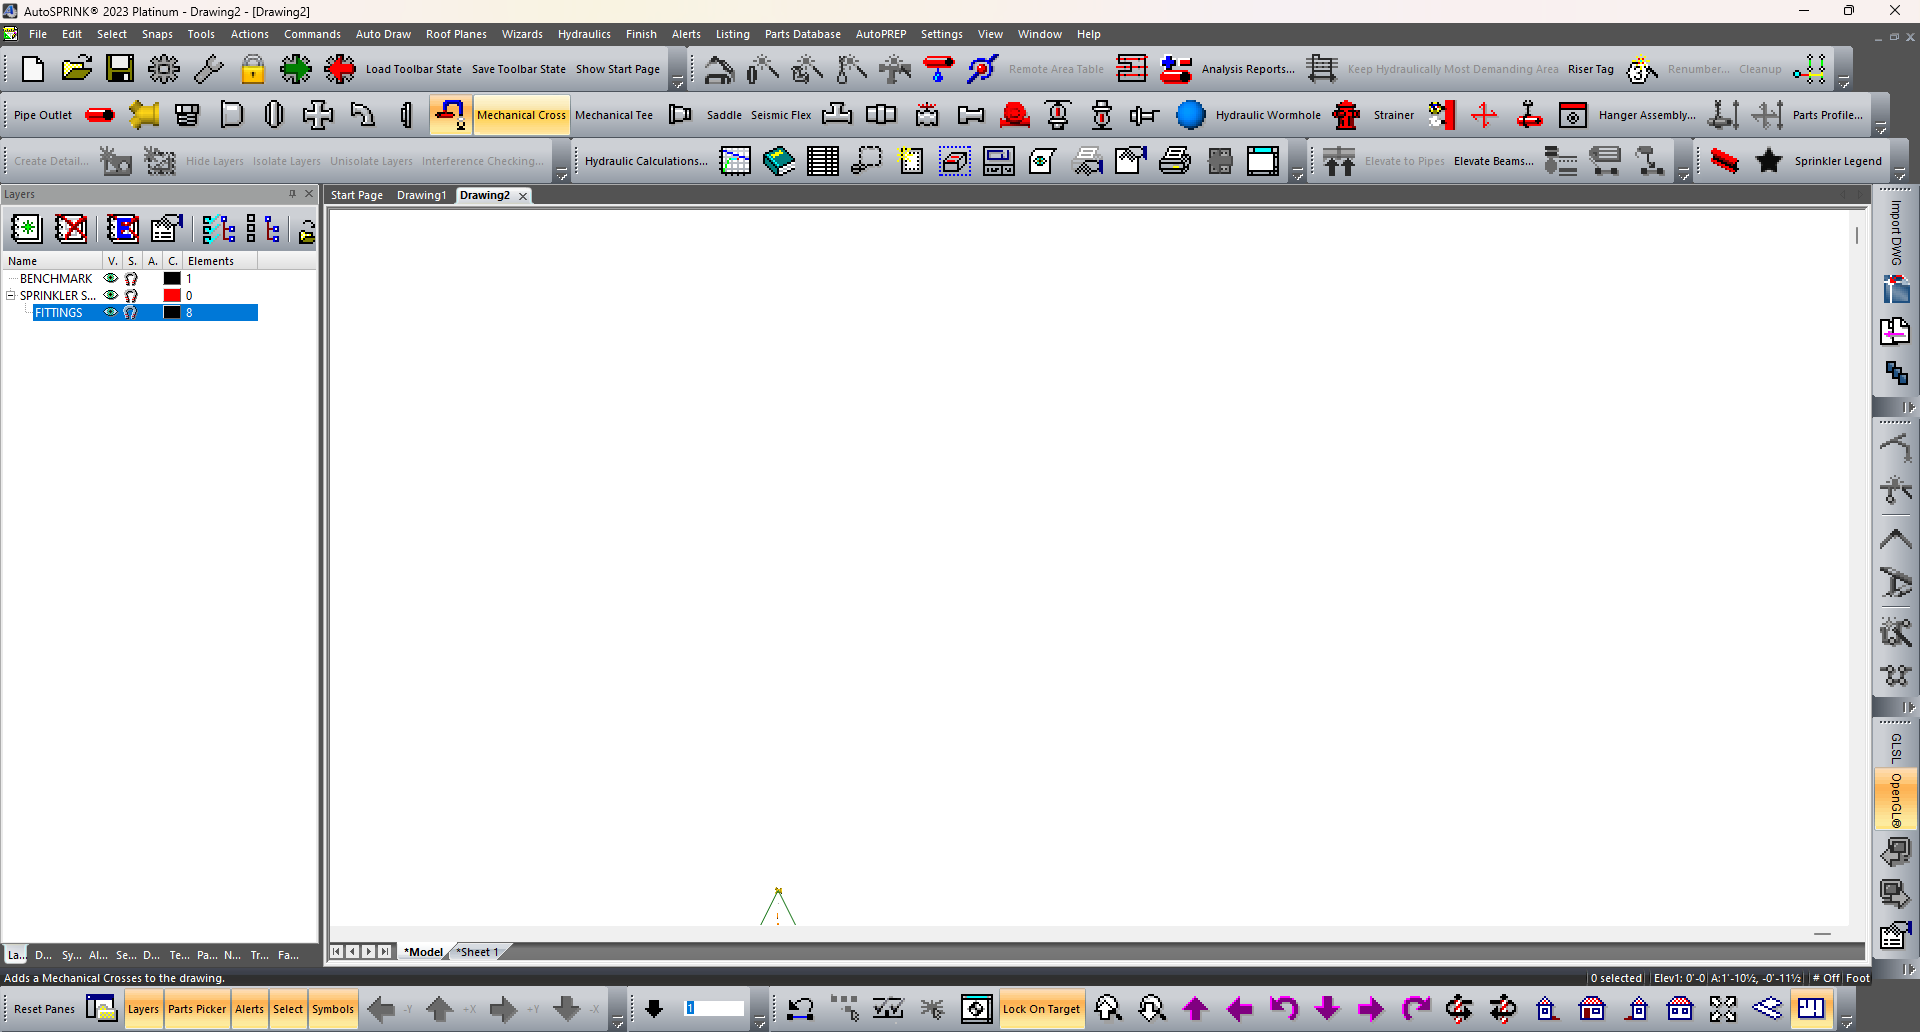 AutoSPRINK® 2023 Platinum - Drawing2 - [Drawing2]
File Edit Select Snaps Tools Actions Commands Auto Draw Roof Planes Wizards Hydraulics Finish Alerts Listing Parts Database AutoPREP Settings View Window Help
Load Toolbar State Save Toolbar State Show Start Page Remote Area Table Analysis Reports... Keep Hydraulically Most Demanding Area Riser Tag Renumber... Cleanup
Pipe Outlet Mechanical Cross Mechanical Tee Saddle Seismic Flex Hydraulic Wormhole Strainer Hanger Assembly... Parts Profile...
Create Detail... Hide Layers Isolate Layers Unisolate Layers Interference Checking... Hydraulic Calculations... Elevate to Pipes Elevate Beams... Sprinkler Legend
Layers
Start Page Drawing1 Drawing2
Import DWG
Name V. S. A. C. Elements
BENCHMARK 1
SPRINKLER S... 0
FITTINGS 8
GLSL
OpenGL®
*Model *Sheet 1
La... D... Sy... Al... Se... D... Te... Pa... N... Tr... Fa...
Adds a Mechanical Crosses to the drawing.
0 selected Elev1: 0'-0 A:1'-10½, -0'-11½ # Off Foot
Reset Panes Layers Parts Picker Alerts Select Symbols -Y +X +Y -X 1 Lock On Target